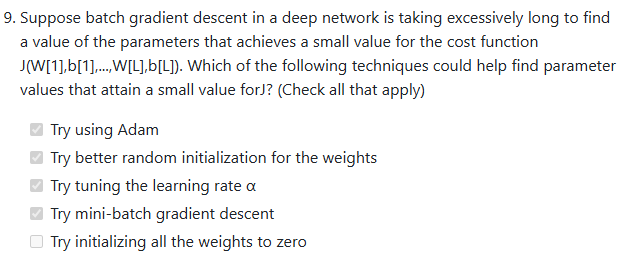 9. Suppose batch gradient descent in a deep network is taking excessively long to find
a value of the parameters that achieves a small value for the cost function
J(W[1],b[1],...,W[L],b[L]). Which of the following techniques could help find parameter
values that attain a small value forJ? (Check all that apply)
Try using Adam
Try better random initialization for the weights
Try tuning the learning rate α
Try mini-batch gradient descent
Try initializing all the weights to zero